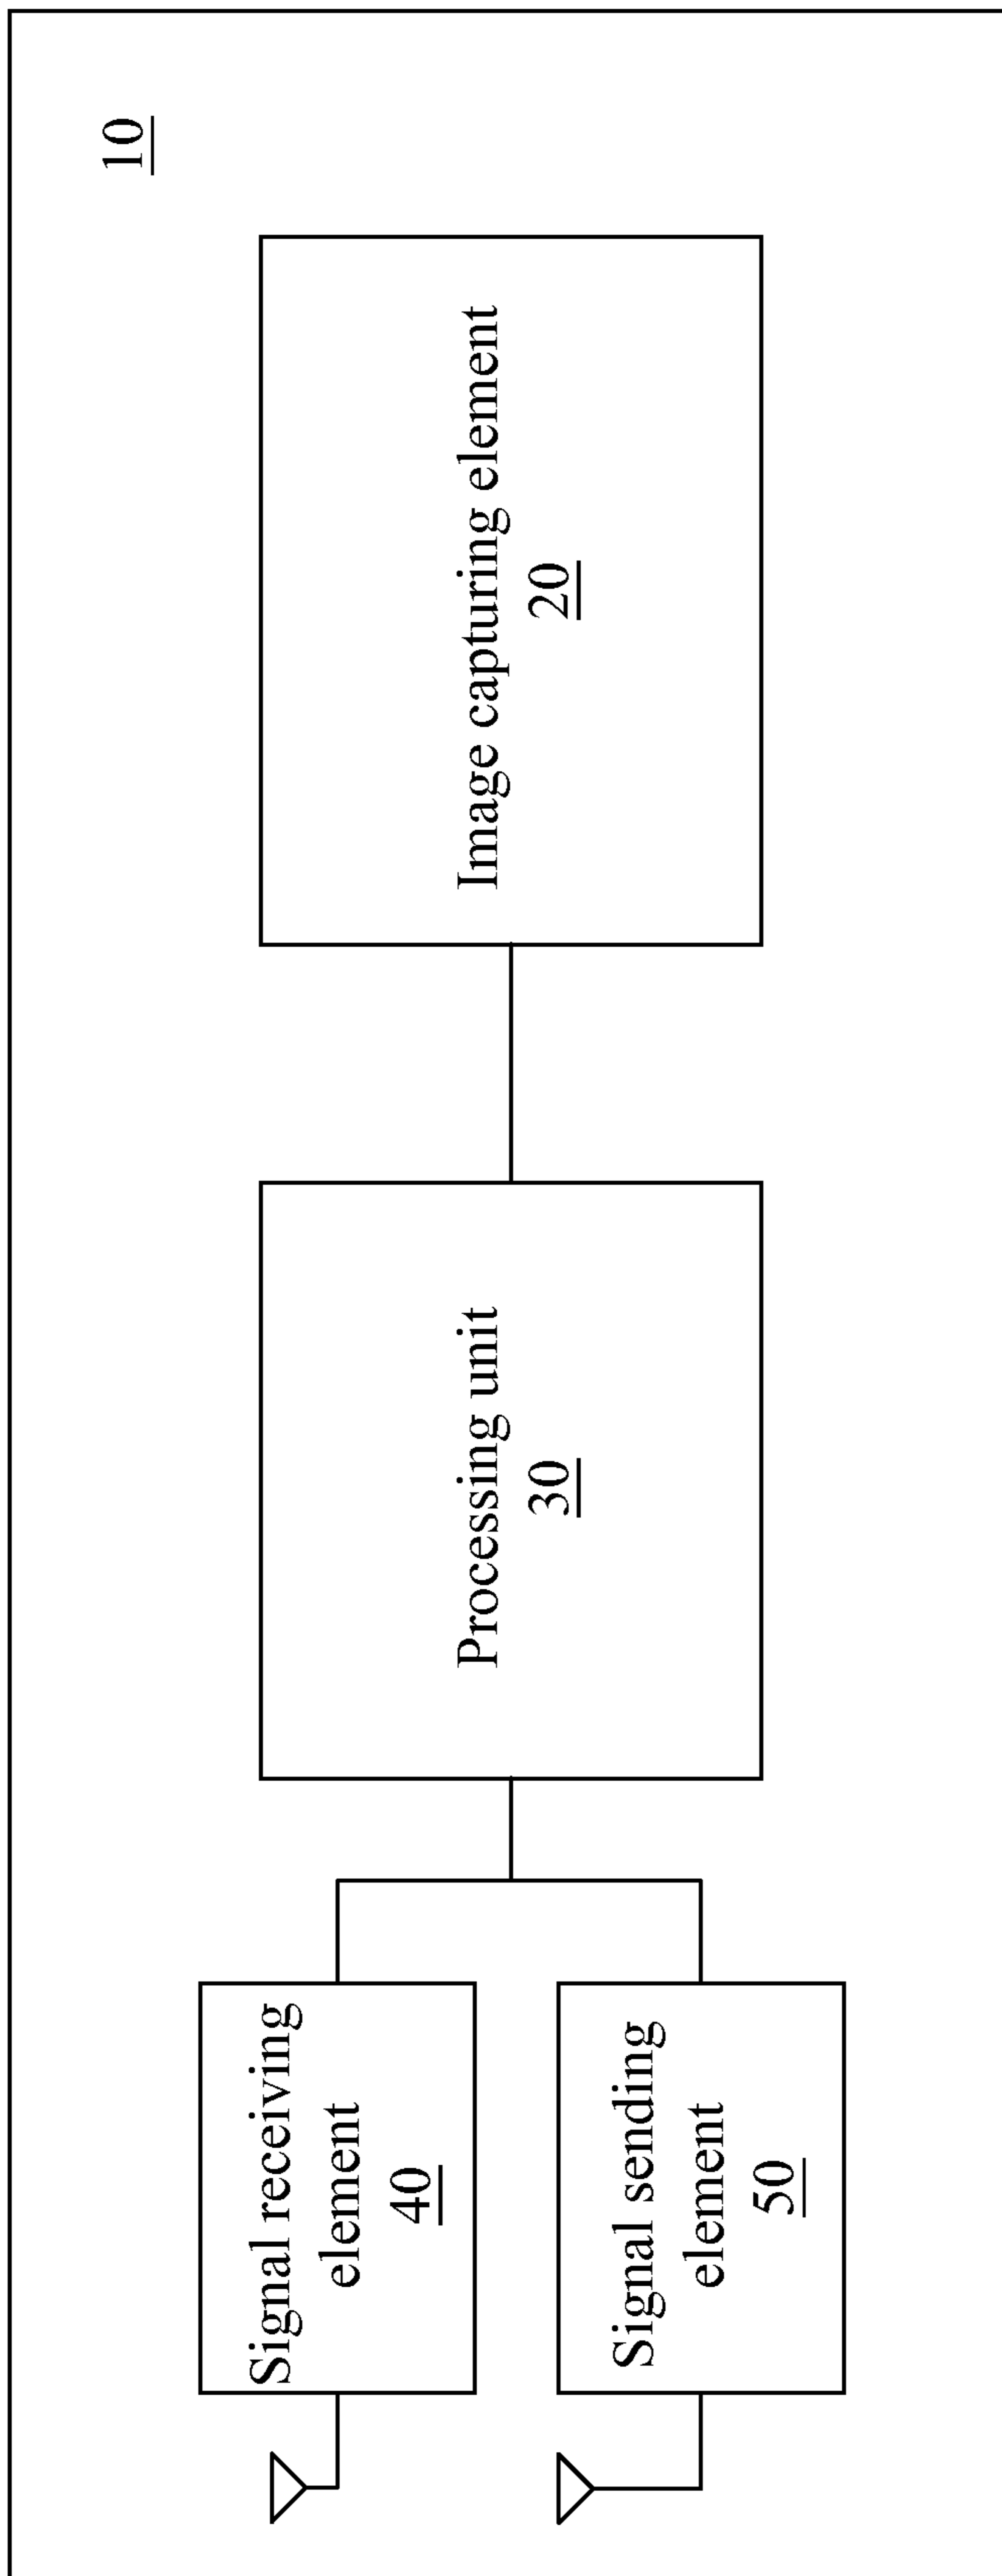 10
Signal receiving
element
40
Signal sending
element
50
Processing unit
30
Image capturing element
20